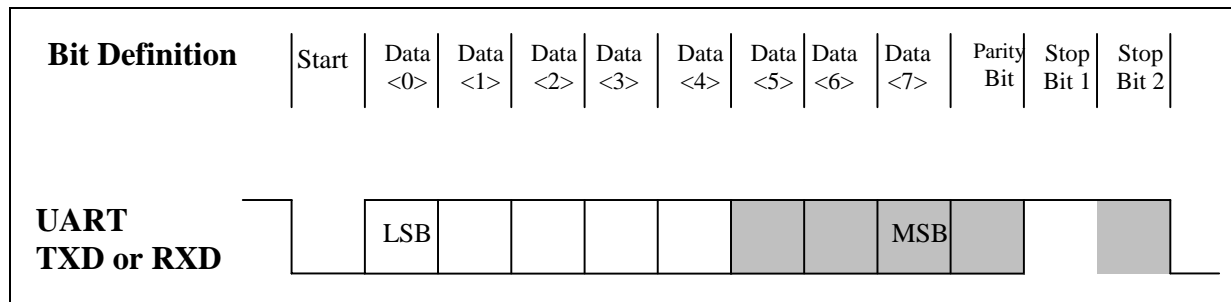 Bit Definition
Start
Data
<0>
Data
<1>
Data
<2>
Data
<3>
Data
<4>
Data
<5>
Data
<6>
Data
<7>
Parity
Bit
Stop
Bit 1
Stop
Bit 2
UART
TXD or RXD
LSB
MSB